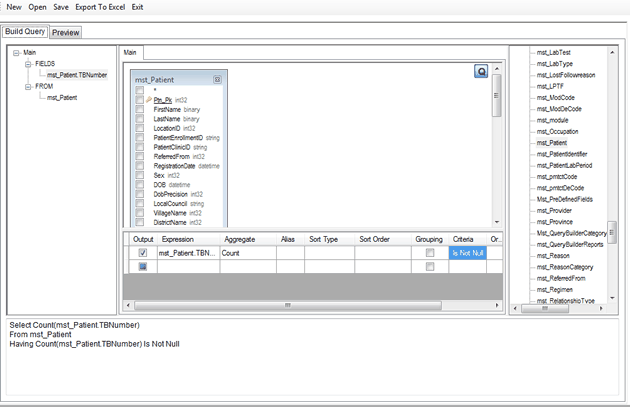 New Open Save Export To Excel Exit
Build Query Preview
Main
FIELDS
mst_Patient.TBNumber
FROM
mst_Patient
Main
mst_Patient
*
Ptn_Pk int32
FirstName binary
LastName binary
LocationID int32
PatientEnrollmentID string
PatientClinicID string
ReferredFrom int32
RegistrationDate datetime
Sex int32
DOB datetime
DobPrecision int32
LocalCouncil string
VillageName int32
DistrictName int32
Output Expression Aggregate Alias Sort Type Sort Order Grouping Criteria Or...
mst_Patient.TBN... Count Is Not Null
mst_LabTest
mst_LabType
mst_LostFollowreason
mst_LPTF
mst_ModCode
mst_ModDeCode
mst_module
mst_Occupation
mst_Patient
mst_PatientIdentifier
mst_PatientLabPeriod
mst_pmtctCode
mst_pmtctDeCode
Mst_PreDefinedFields
mst_Provider
mst_Province
Mst_QueryBuilderCategory
mst_QueryBuilderReports
mst_Reason
mst_ReasonCategory
mst_ReferredFrom
mst_Regimen
mst_RelationshipType
Select Count(mst_Patient.TBNumber)
From mst_Patient
Having Count(mst_Patient.TBNumber) Is Not Null